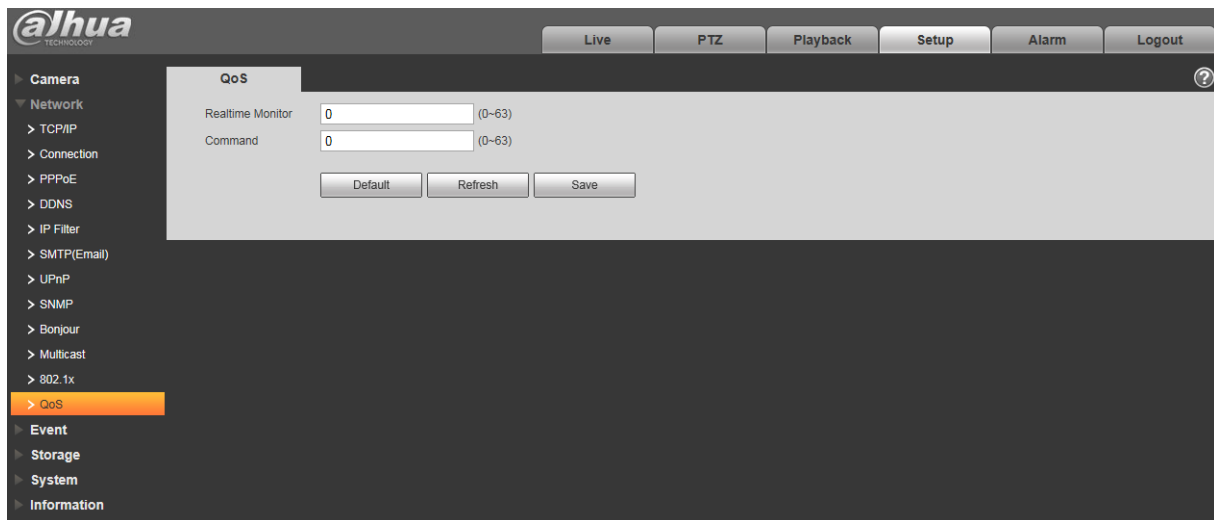 alhua
TECHNOLOGY
Live
PTZ
Playback
Setup
Alarm
Logout
Camera
Network
> TCP/IP
> Connection
> PPPoE
> DDNS
> IP Filter
> SMTP(Email)
> UPnP
> SNMP
> Bonjour
> Multicast
> 802.1x
> QoS
Event
Storage
System
Information
QoS
?
Realtime Monitor 0 (0~63)
Command 0 (0~63)
Default Refresh Save